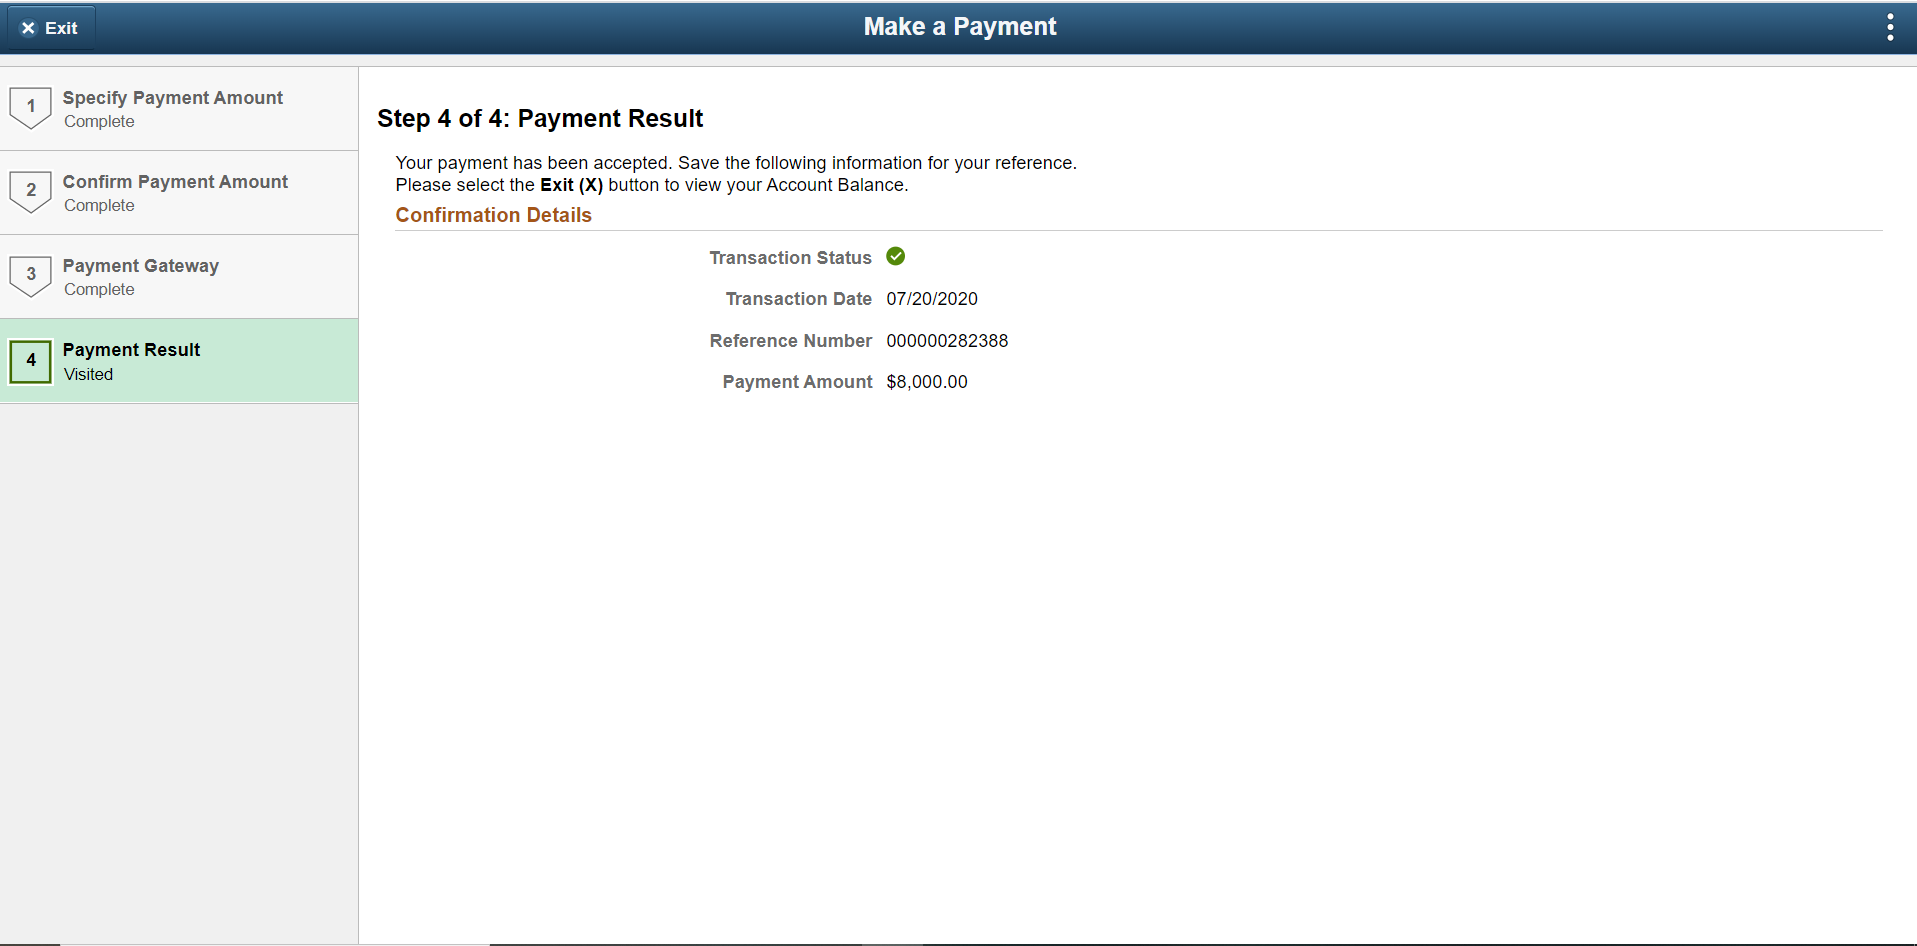 Exit
Make a Payment
1
Specify Payment Amount
Complete
2
Confirm Payment Amount
Complete
3
Payment Gateway
Complete
4
Payment Result
Visited
Step 4 of 4: Payment Result
Your payment has been accepted. Save the following information for your reference.
Please select the Exit (X) button to view your Account Balance.
Confirmation Details
Transaction Status
Transaction Date 07/20/2020
Reference Number 000000282388
Payment Amount $8,000.00